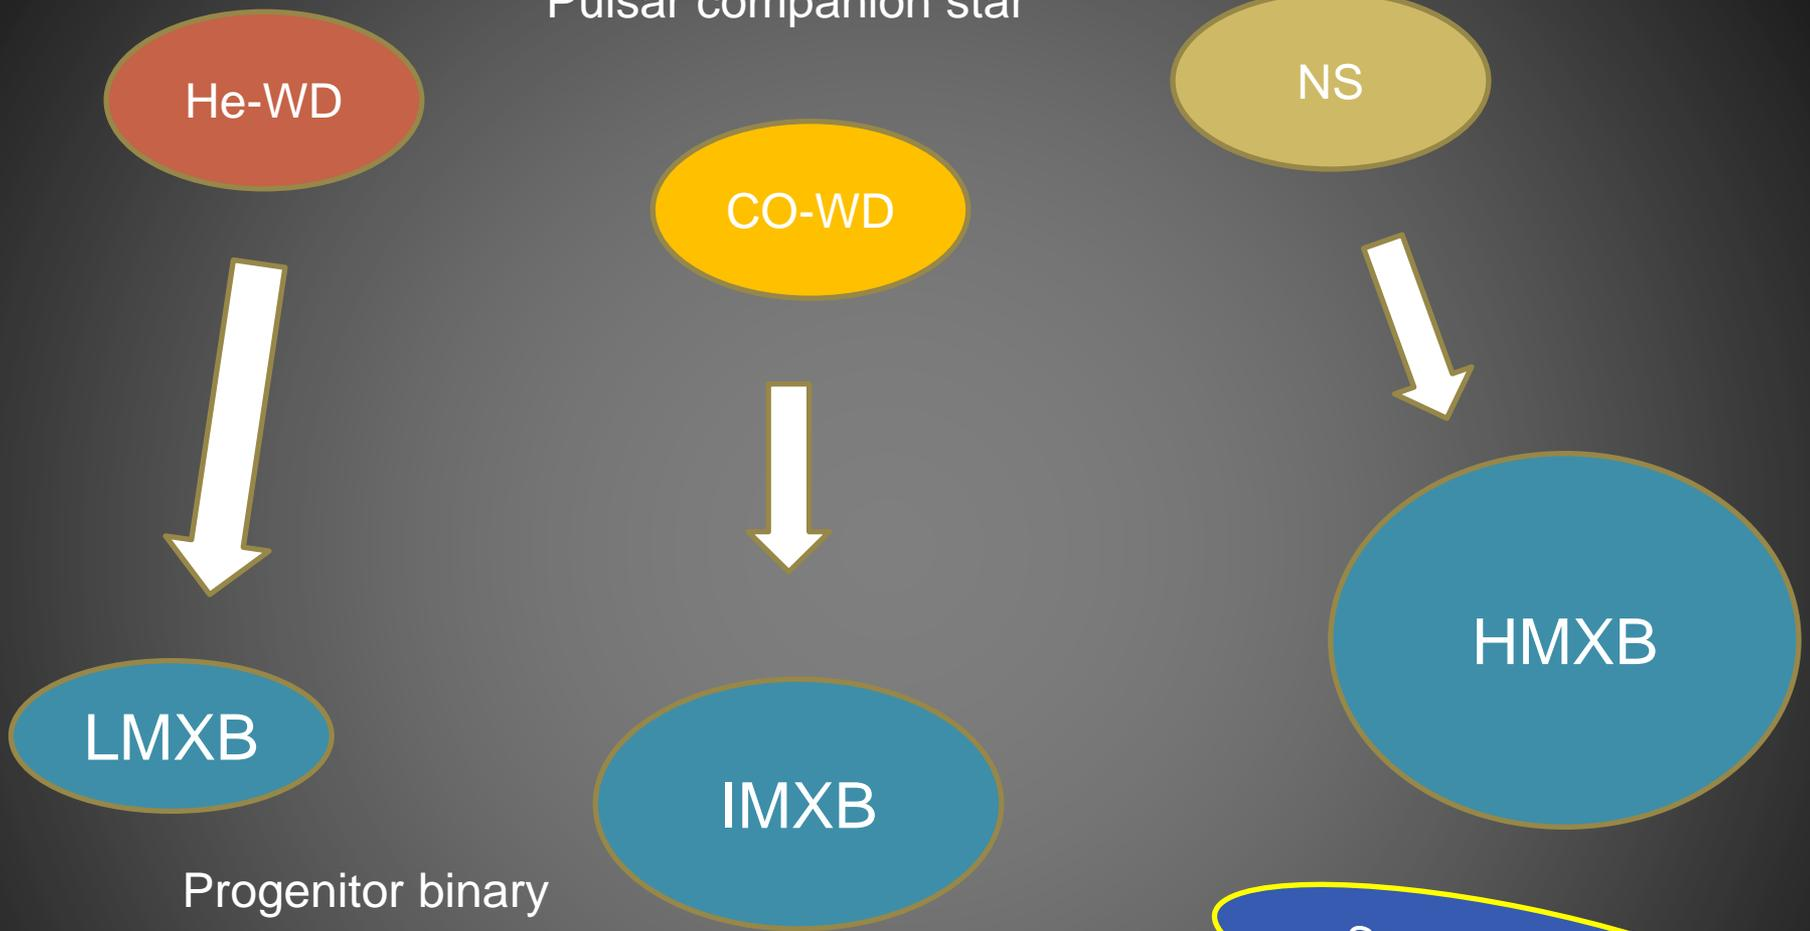 Pulsar companion star
He-WD
NS
CO-WD
HMXB
LMXB
IMXB
Progenitor binary